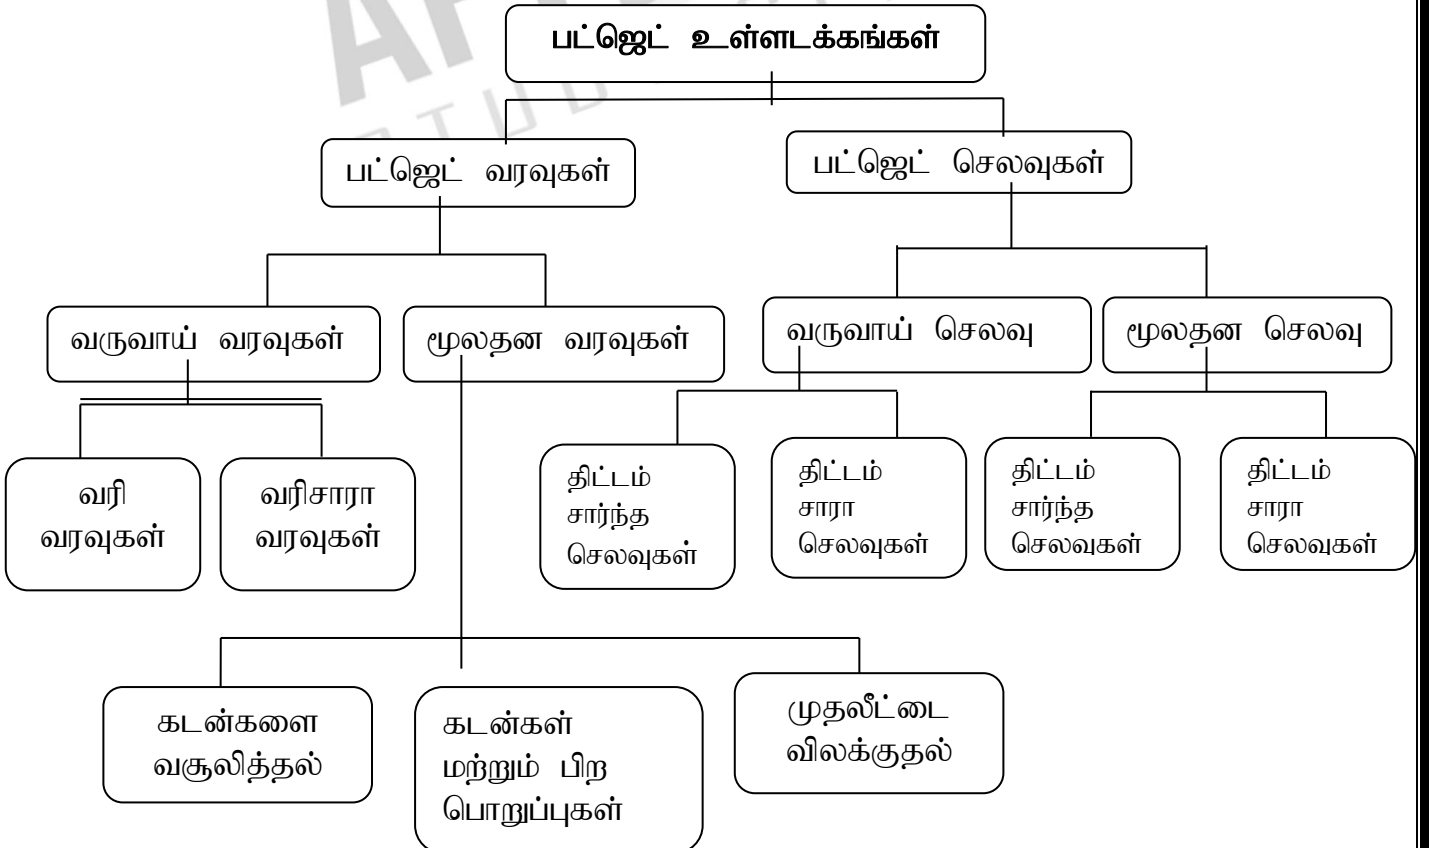 பட்ஜெட் உள்ளடக்கங்கள்
பட்ஜெட் வரவுகள்
பட்ஜெட் செலவுகள்
வருவாய் வரவுகள்
மூலதன வரவுகள்
வருவாய் செலவு
மூலதன செலவு
வரி
வரவுகள்
வரிசாரா
வரவுகள்
திட்டம்
சார்ந்த
செலவுகள்
திட்டம்
சாரா
செலவுகள்
திட்டம்
சார்ந்த
செலவுகள்
திட்டம்
சாரா
செலவுகள்
கடன்களை
வசூலித்தல்
கடன்கள்
மற்றும் பிற
பொறுப்புகள்
முதலீட்டை
விலக்குதல்